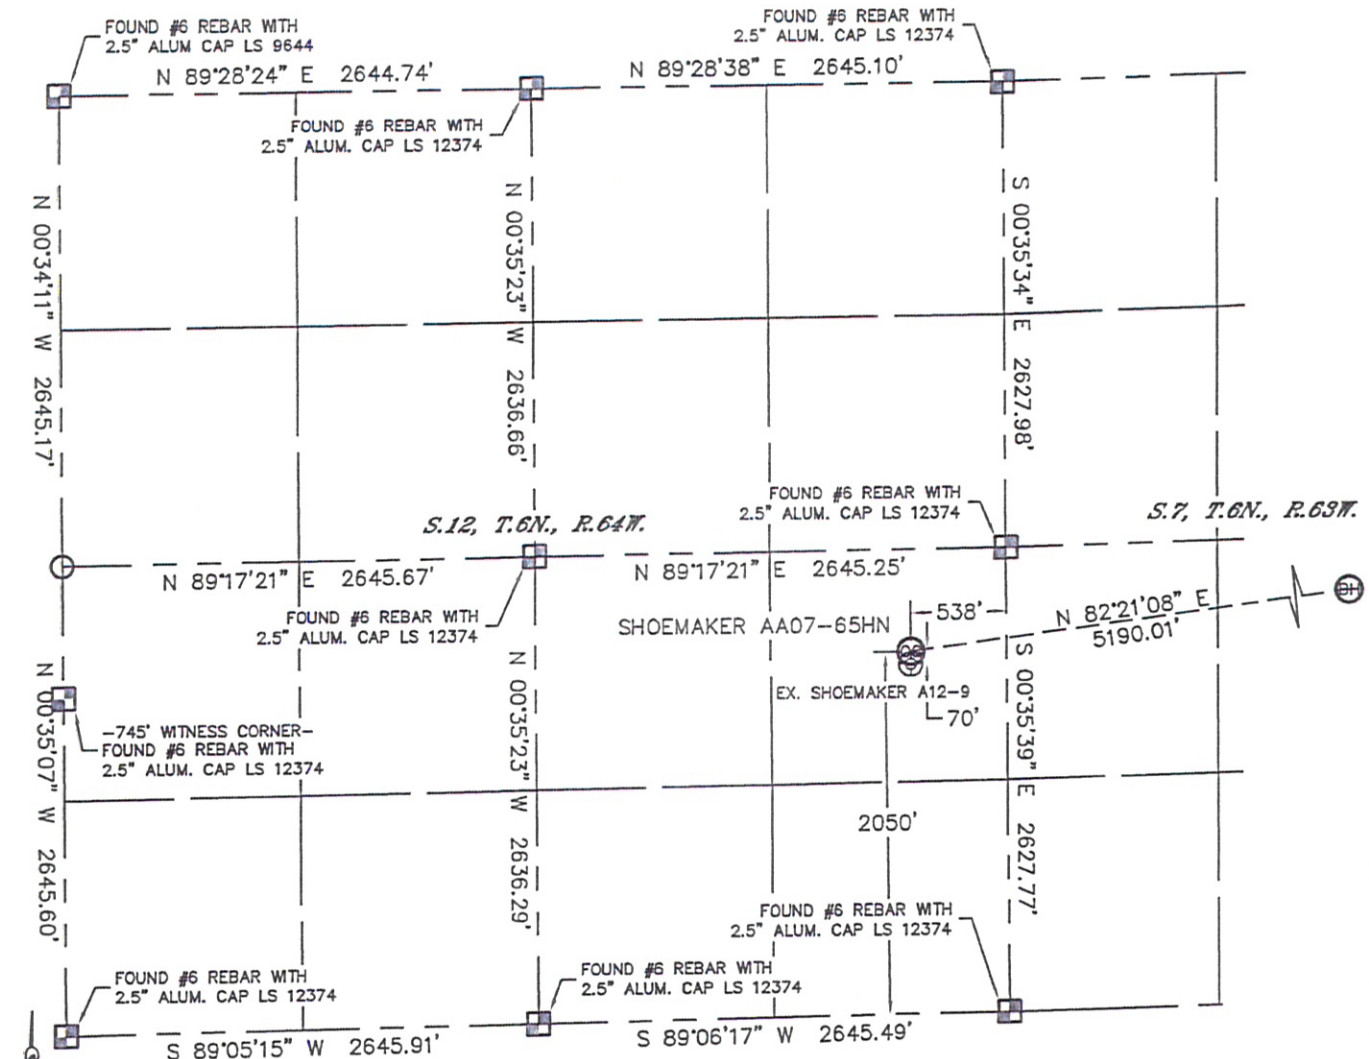 FOUND #6 REBAR WITH
2.5" ALUM CAP LS 9644
FOUND #6 REBAR WITH
2.5" ALUM. CAP LS 12374
N 89°28'24" E 2644.74'
N 89°28'38" E 2645.10'
FOUND #6 REBAR WITH
2.5" ALUM. CAP LS 12374
N 00°34'11" W 2645.17'
N 00°35'23" W 2636.66'
S 00°35'34" E 2627.98'
FOUND #6 REBAR WITH
2.5" ALUM. CAP LS 12374
S.12, T.6N., R.64W.
S.7, T.6N., R.63W.
N 89°17'21" E 2645.67'
N 89°17'21" E 2645.25'
FOUND #6 REBAR WITH
2.5" ALUM. CAP LS 12374
SHOEMAKER AA07-65HN
538'
N 82°21'08" E
5190.01'
EX. SHOEMAKER A12-9
70'
N 00°35'07" W 2645.60'
-745' WITNESS CORNER-
FOUND #6 REBAR WITH
2.5" ALUM. CAP LS 12374
N 00°35'23" W 2636.29'
S 00°35'39" E 2627.77'
2050'
FOUND #6 REBAR WITH
2.5" ALUM. CAP LS 12374
FOUND #6 REBAR WITH
2.5" ALUM. CAP LS 12374
FOUND #6 REBAR WITH
2.5" ALUM. CAP LS 12374
S 89°05'15" W 2645.91'
S 89°06'17" W 2645.49'